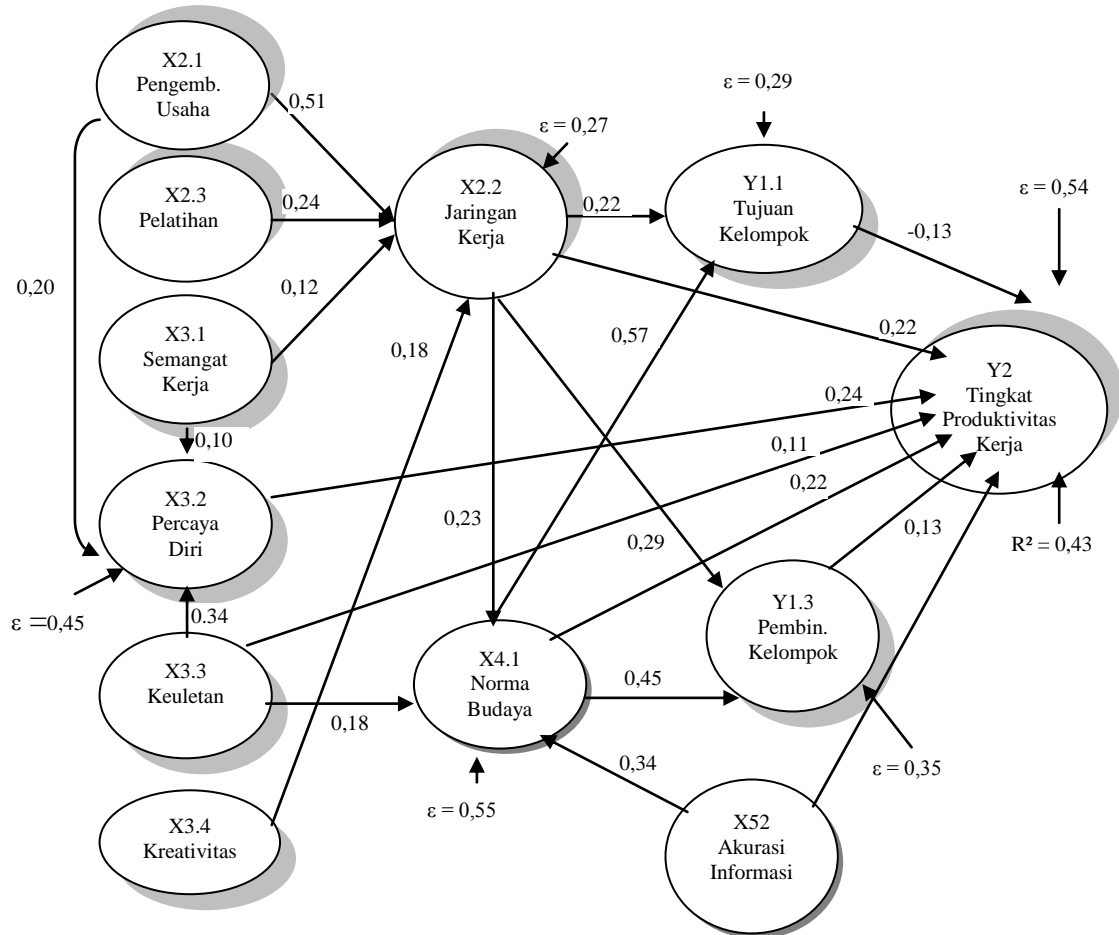 X2.1
Pengemb.
Usaha
0,51
ε = 0,29
ε = 0,27
X2.3
Pelatihan
0,24
X2.2
Jaringan
Kerja
0,22
Y1.1
Tujuan
Kelompok
ε = 0,54
-0,13
0,20
0,12
X3.1
Semangat
Kerja
0,18
0,57
0,22
Y2
Tingkat
Produktivitas
Kerja
0,24
0,10
0,11
X3.2
Percaya
Diri
0,22
0,23
0,29
0,13
R² = 0,43
ε =0,45
0.34
X3.3
Keuletan
0,18
X4.1
Norma
Budaya
0,45
Y1.3
Pembin.
Kelompok
ε = 0,35
0,34
ε = 0,55
X3.4
Kreativitas
X52
Akurasi
Informasi